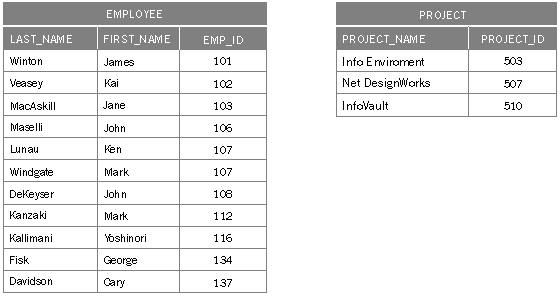 EMPLOYEE
LAST_NAME FIRST_NAME EMP_ID
Winton James 101
Veasey Kai 102
MacAskill Jane 103
Maselli John 106
Lunau Ken 107
Windgate Mark 107
DeKeyser John 108
Kanzaki Mark 112
Kallimani Yoshinori 116
Fisk George 134
Davidson Cary 137
PROJECT
PROJECT_NAME PROJECT_ID
Info Enviroment 503
Net DesignWorks 507
InfoVault 510